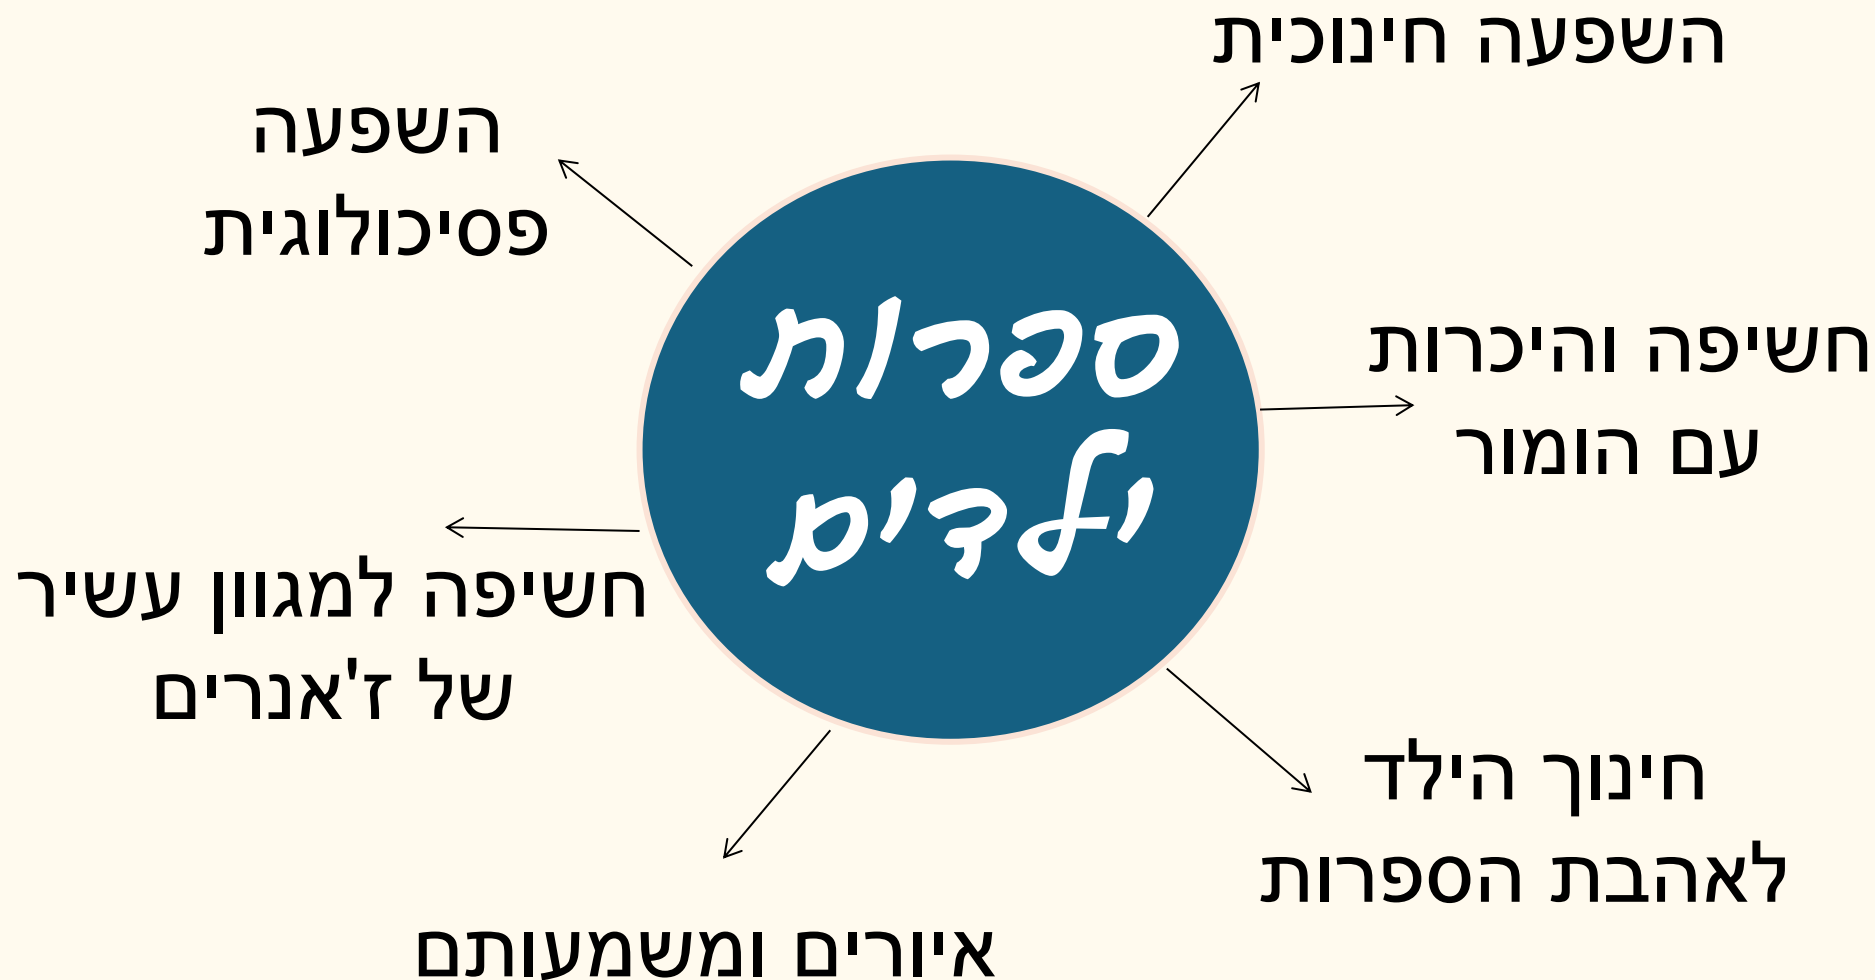 השפעה חינוכית
השפעה
פסיכולוגית
ספרות
ילדים
חשיפה והיכרות
עם הומור
חשיפה למגוון עשיר
של ז'אנרים
חינוך הילד
לאהבת הספרות
איורים ומשמעותם